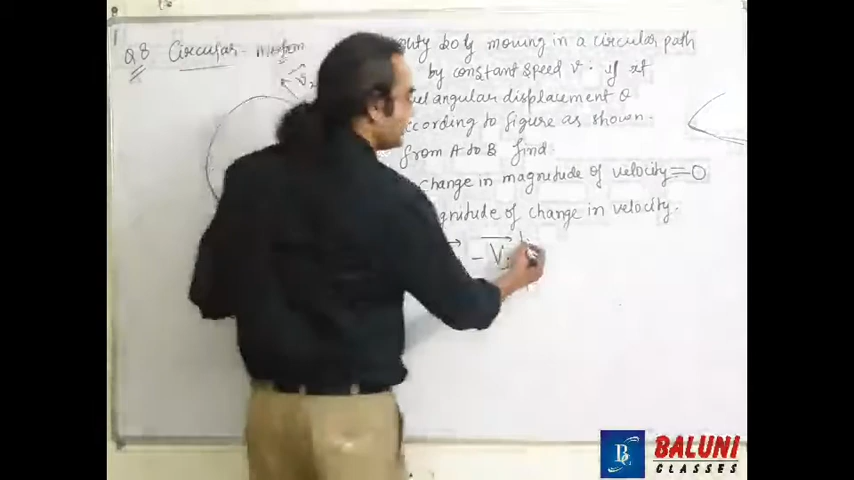 Q8 Circular-motion
body moving in a circular path
by constant speed v. if it
angular displacement θ
according to figure as shown.
from A to B find
change in magnitude of velocity = 0
magnitude of change in velocity.
- V
BALUNI
CLASSES